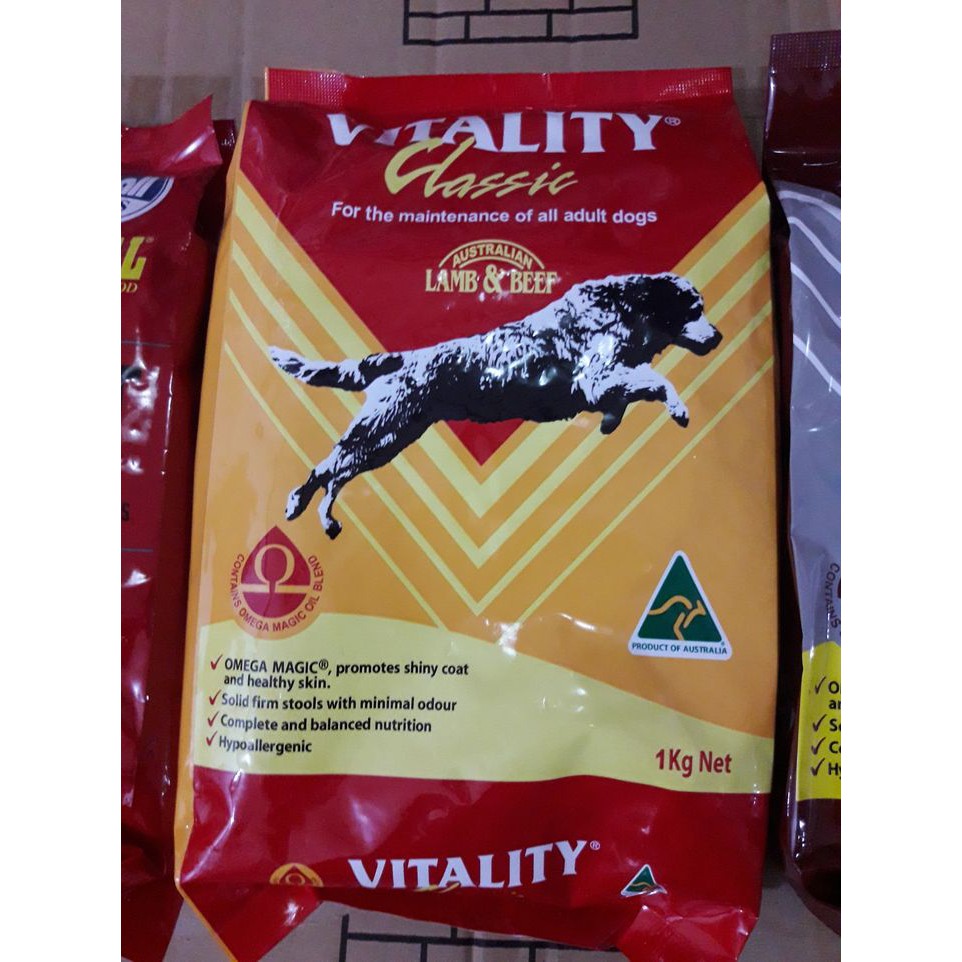 VITALITY®
Classic
For the maintenance of all adult dogs
AUSTRALIAN
LAMB & BEEF
CONTAINS OMEGA MAGIC OIL BLEND
PRODUCT OF AUSTRALIA
✓ OMEGA MAGIC®, promotes shiny coat
and healthy skin.
✓ Solid firm stools with minimal odour
✓ Complete and balanced nutrition
✓ Hypoallergenic
1Kg Net
VITALITY®